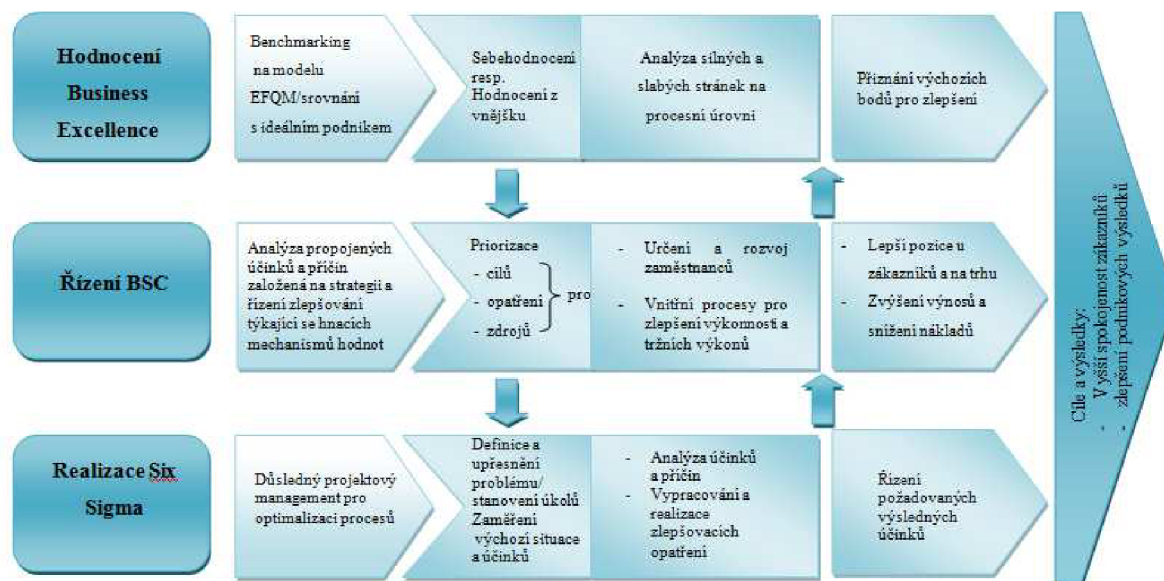 Hodnocení
Business
Excellence
Benchmarking
na modelu
EFQM/srovnání
s ideálním podnikem
Sebehodnocení
resp.
Hodnocení z
vnějšku
Analýza sílných a
slabých stránek na
procesní úrovni
Přiznání výchozích
bodů pro zlepšení
Řízení BSC
Analýza propojených
účinků a příčin
založená na strategii a
řízení zlepšování
týkající se hnacích
mechanismů hodnot
Priorizace
- cílů
- opatření
- zdrojů
pro
- Určení a rozvoj
zaměstnanců
- Vnitřní procesy pro
zlepšení výkonnosti a
tržních výkonů
- Lepší pozice u
zákazníků a na trhu
- Zvýšení výnosů a
snížení nákladů
Realizace Six
Sigma
Důsledný projektový
management pro
optimalizaci procesů
Definice a
upřesnění
problému/
stanovení úkolů
Zaměření
výchozí situace
a účinků
- Analýza účinků
a příčin
- Vypracování a
realizace
zlepšovacích
opatření
Řízení
požadovaných
výsledných
účinků
Cíle a výsledky:
- Vyšší spokojenost zákazníků
- zlepšení podnikových výsledků